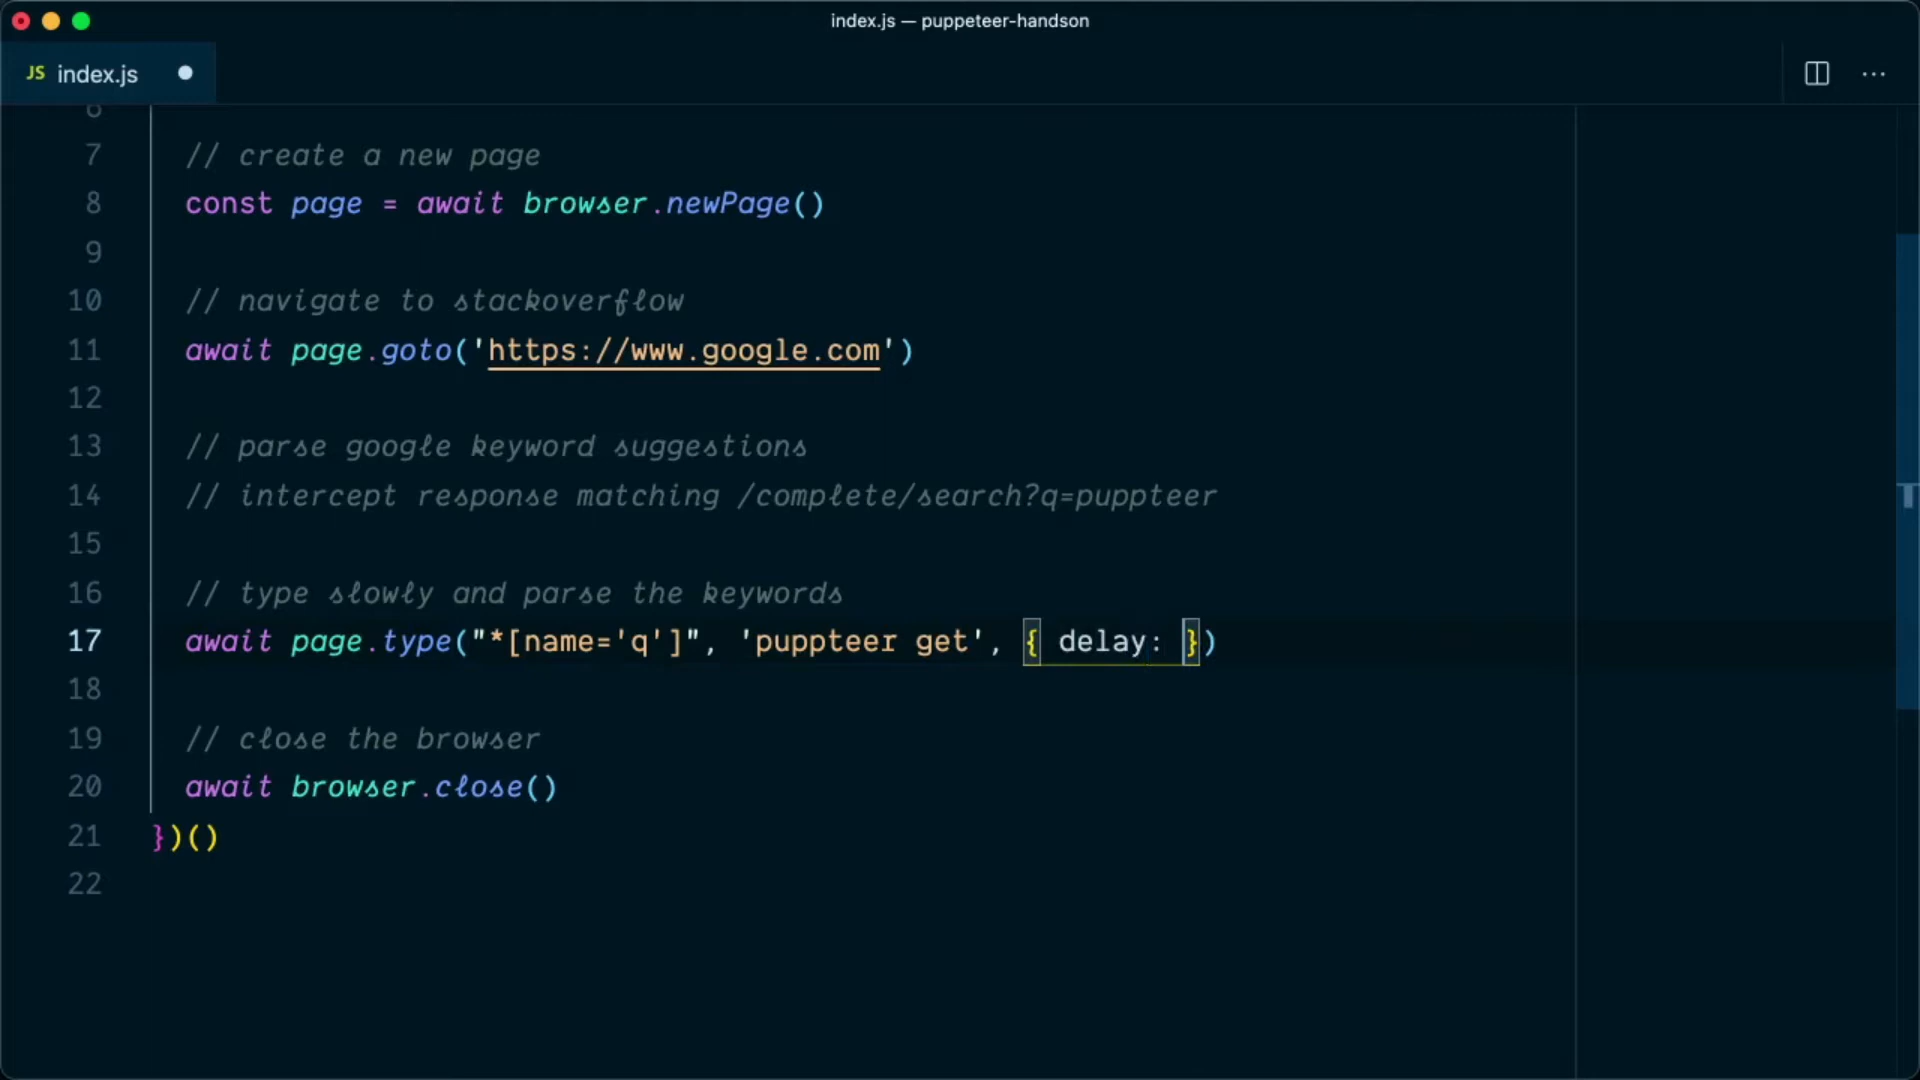 index.js — puppeteer-handson
JS index.js
6
7 // create a new page
8 const page = await browser.newPage()
9
10 // navigate to stackoverflow
11 await page.goto('https://www.google.com')
12
13 // parse google keyword suggestions
14 // intercept response matching /complete/search?q=puppteer
15
16 // type slowly and parse the keywords
17 await page.type("*[name='q']", 'puppteer get', { delay: })
18
19 // close the browser
20 await browser.close()
21 })()
22